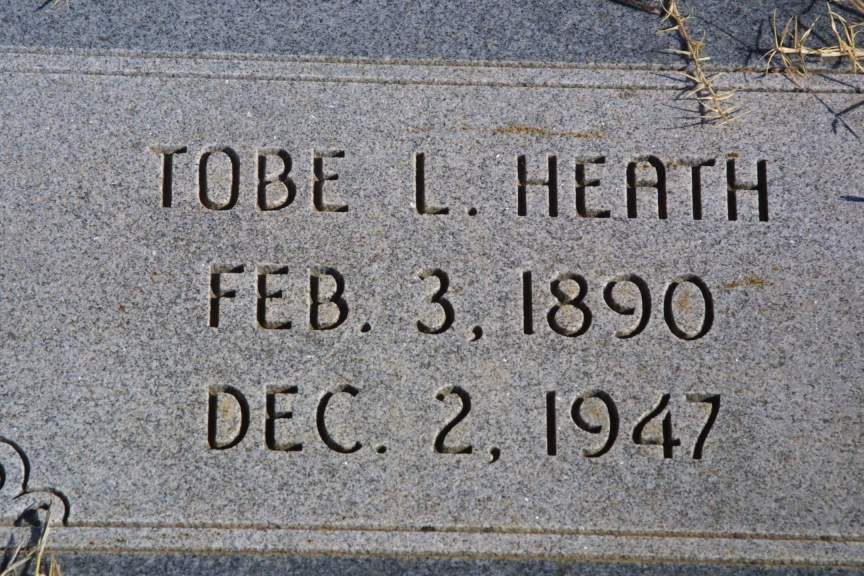 TOBE L. HEATH
FEB. 3, 1890
DEC. 2, 1947